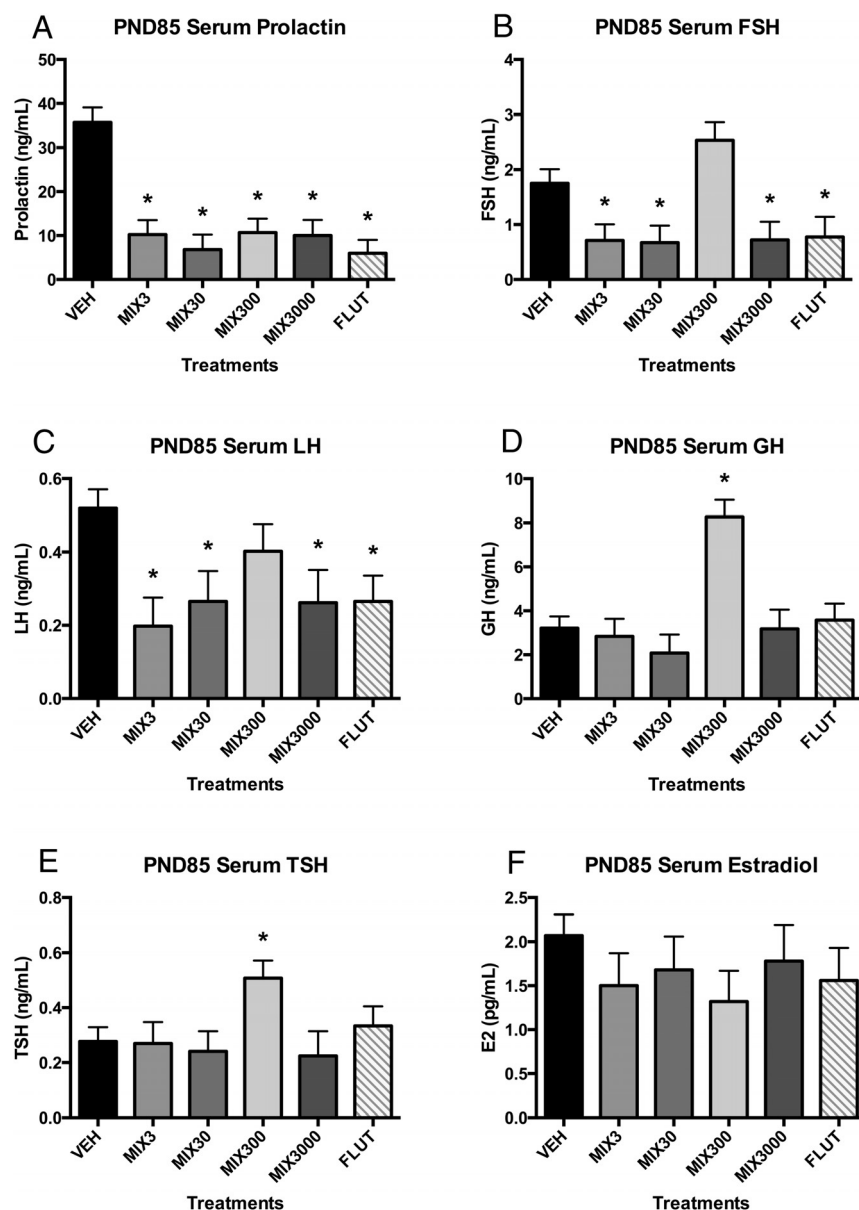 A
PND85 Serum Prolactin
Prolactin (ng/mL)
50
40
30
20
10
0
*
*
*
*
*
VEH
MIX3
MIX30
MIX300
MIX3000
FLUT
Treatments
B
PND85 Serum FSH
FSH (ng/mL)
4
3
2
1
0
*
*
*
*
VEH
MIX3
MIX30
MIX300
MIX3000
FLUT
Treatments
C
PND85 Serum LH
LH (ng/mL)
0.6
0.4
0.2
0.0
*
*
*
*
VEH
MIX3
MIX30
MIX300
MIX3000
FLUT
Treatments
D
PND85 Serum GH
GH (ng/mL)
10
8
6
4
2
0
*
VEH
MIX3
MIX30
MIX300
MIX3000
FLUT
Treatments
E
PND85 Serum TSH
TSH (ng/mL)
0.8
0.6
0.4
0.2
0.0
*
VEH
MIX3
MIX30
MIX300
MIX3000
FLUT
Treatments
F
PND85 Serum Estradiol
E2 (pg/mL)
2.5
2.0
1.5
1.0
0.5
0.0
VEH
MIX3
MIX30
MIX300
MIX3000
FLUT
Treatments